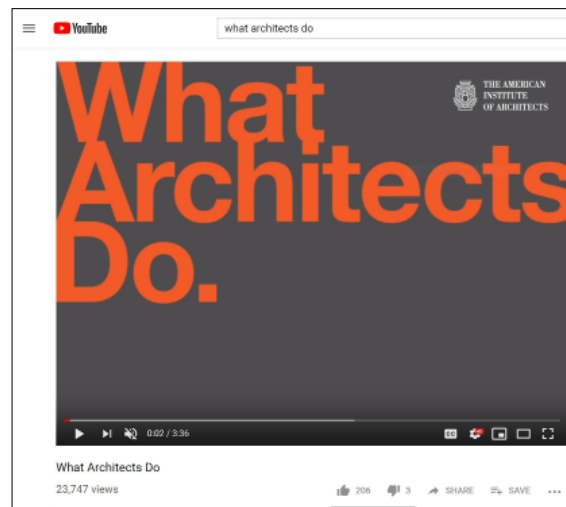 YouTube
what architects do
What
Architects
Do.
THE AMERICAN
INSTITUTE
OF ARCHITECTS
0:02 / 3:36
CC
What Architects Do
23,747 views
206
3
SHARE
SAVE